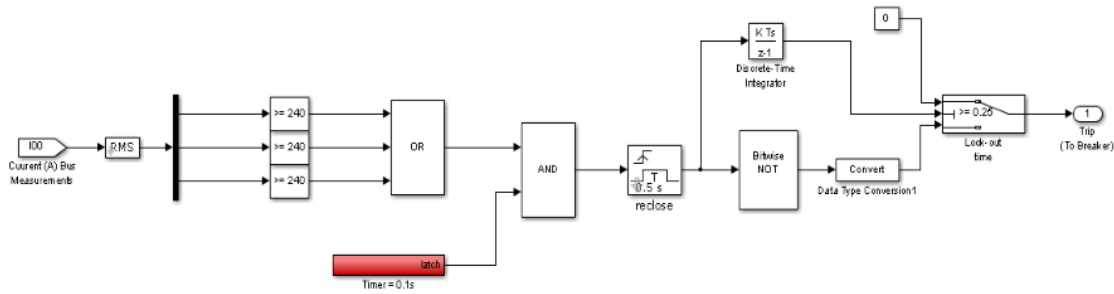 I00
Cuurent (A) Bus
Measurements
RMS
>= 240
>= 240
>= 240
OR
latch
Timer = 0.1s
AND
0.5 s
T
reclose
K Ts
z-1
Discrete-Time
Integrator
Bitwise
NOT
Convert
Data Type Conversion1
0
>= 0.25
Lock-out
time
1
Trip
(To Breaker)